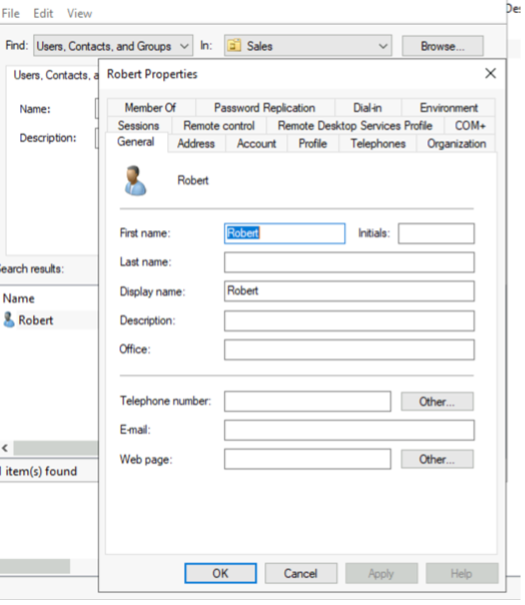 File Edit View
Des
Find: Users, Contacts, and Groups In: Sales Browse...
Users, Contacts, a
Robert Properties
Name:
Description:
Member Of Password Replication Dial-in Environment
Sessions Remote control Remote Desktop Services Profile COM+
General Address Account Profile Telephones Organization
Robert
First name: Robert Initials:
Last name:
Display name: Robert
Description:
Office:
Search results:
Name
Robert
Telephone number: Other...
E-mail:
Web page: Other...
item(s) found
OK Cancel Apply Help